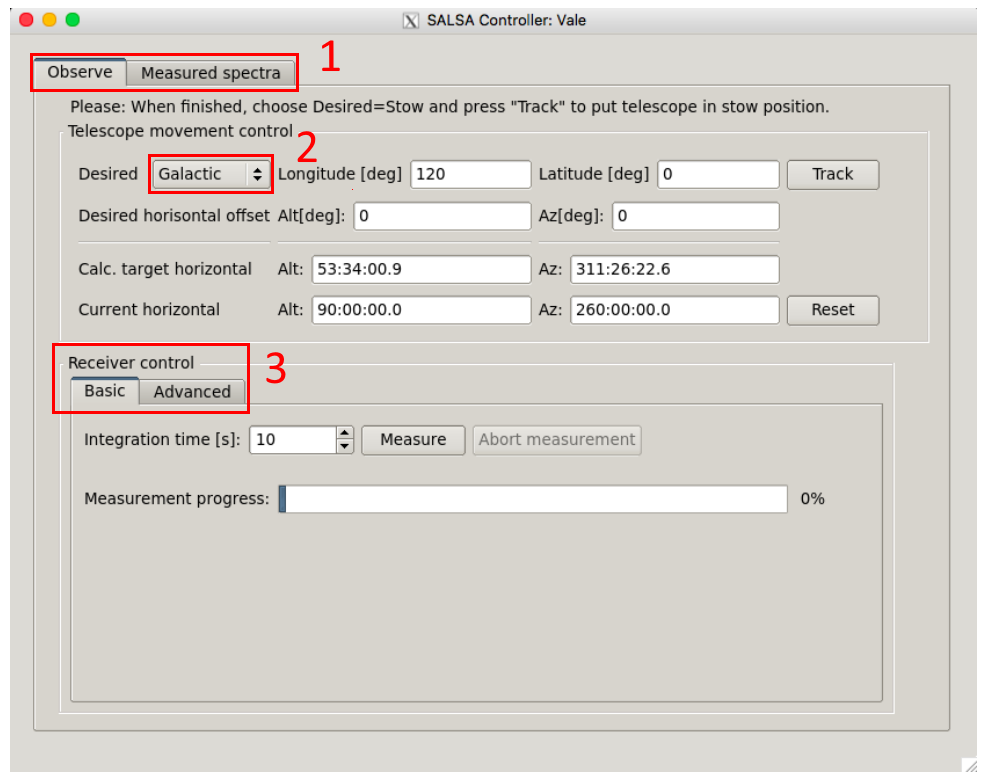 SALSA Controller: Vale
1
Observe Measured spectra
Please: When finished, choose Desired=Stow and press "Track" to put telescope in stow position.
Telescope movement control
2
Desired Galactic Longitude [deg] 120 Latitude [deg] 0 Track
Desired horisontal offset Alt[deg]: 0 Az[deg]: 0
Calc. target horizontal Alt: 53:34:00.9 Az: 311:26:22.6
Current horizontal Alt: 90:00:00.0 Az: 260:00:00.0 Reset
Receiver control
3
Basic Advanced
Integration time [s]: 10 Measure Abort measurement
Measurement progress: 0%